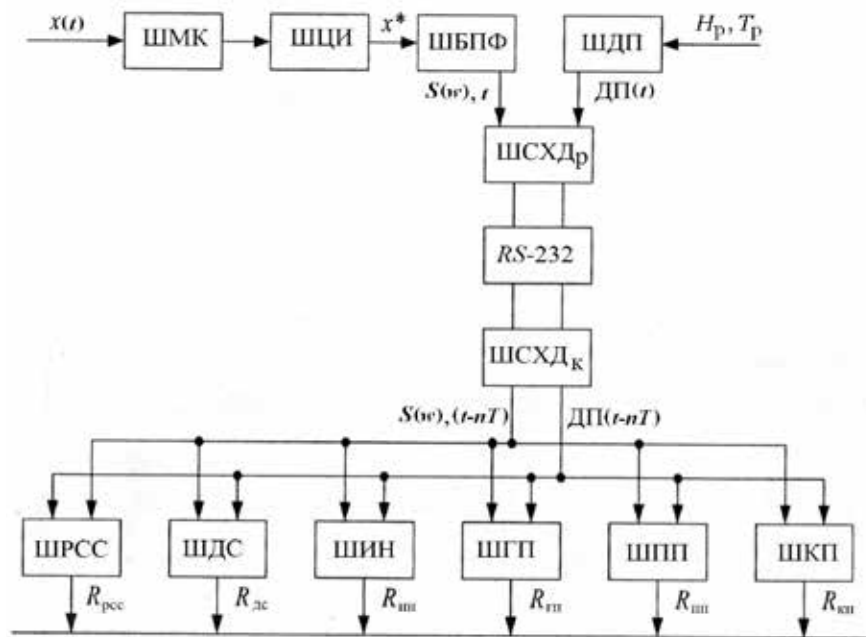 x(t) ШМК ШЦИ x* ШБПФ ШДП Hр, Tр
S(w), t ДП(t)
ШСХДр
RS-232
ШСХДк
S(w), (t-nT) ДП(t-nT)
ШРСС ШДС ШИН ШГП ШПП ШКП
Rрсс Rдс Rин Rгп Rпп Rкп